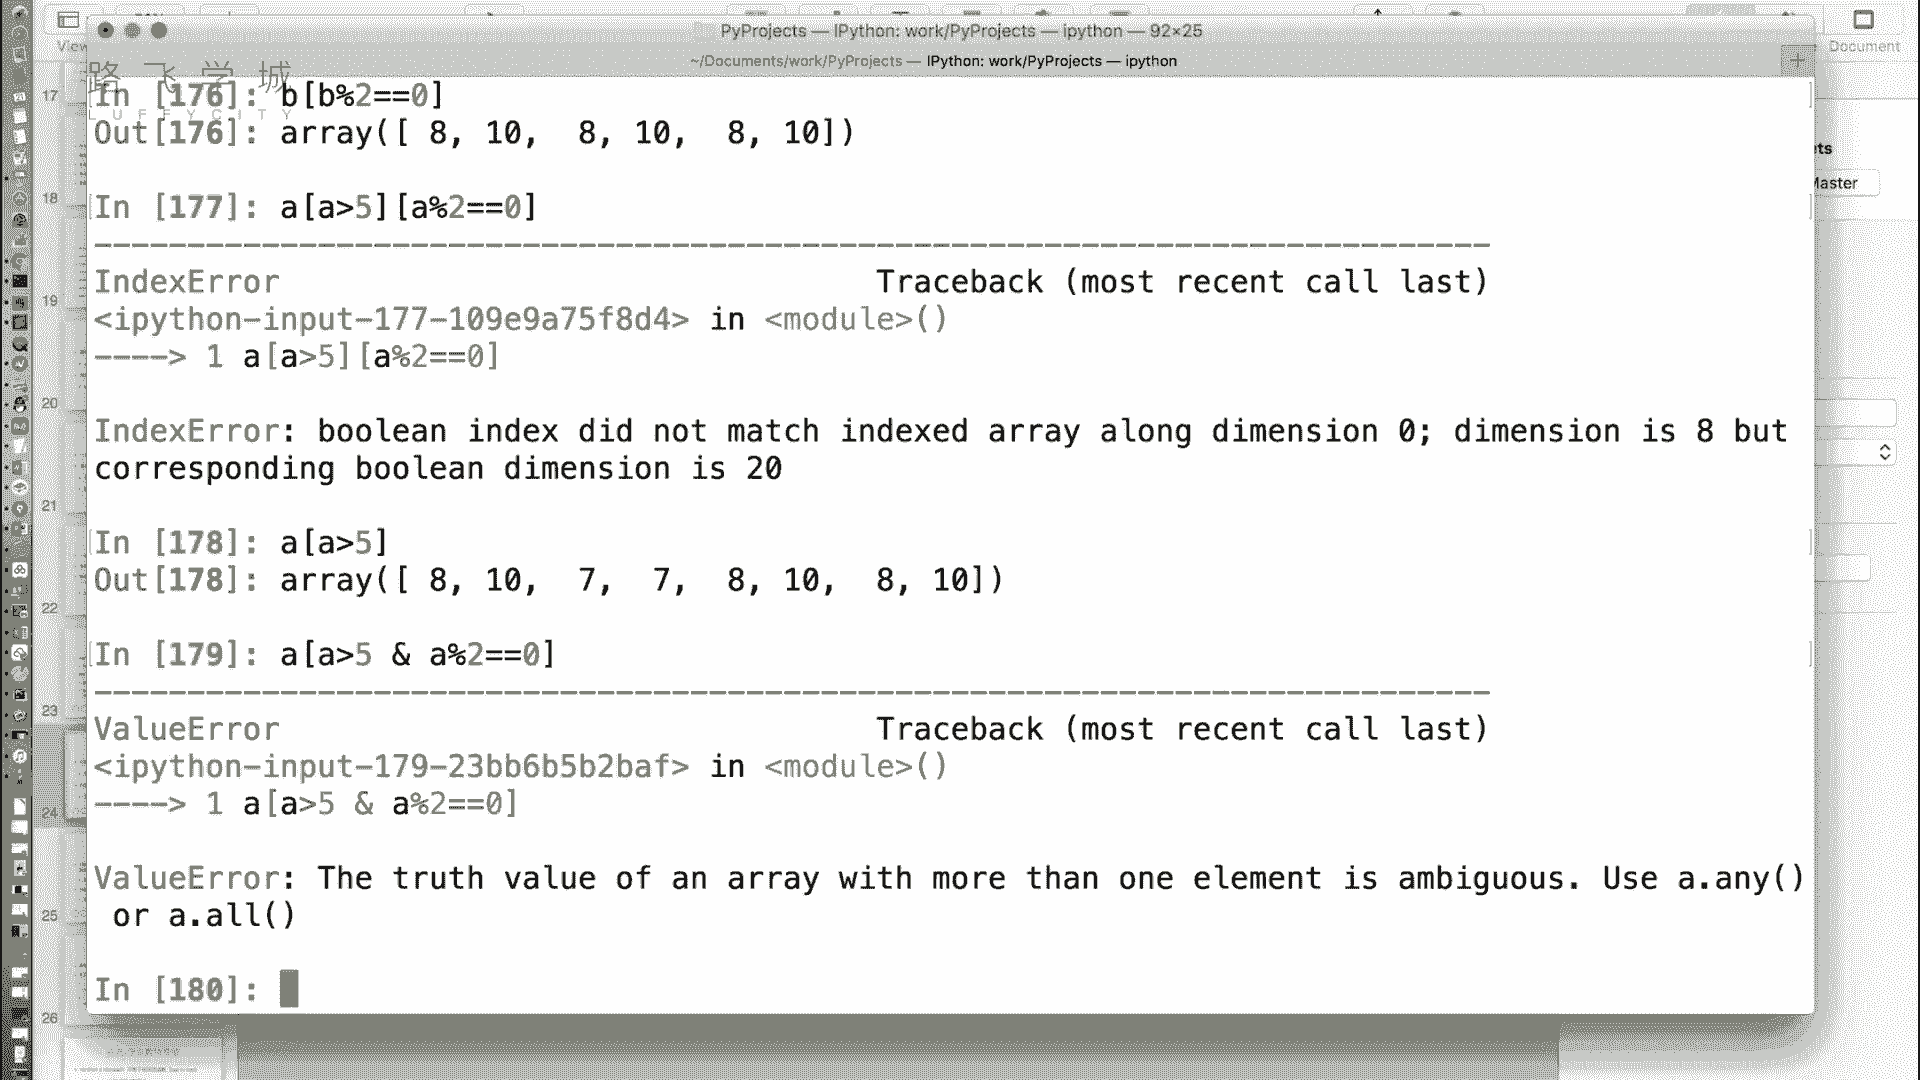 PyProjects — IPython: work/PyProjects — ipython — 92×25
~/Documents/work/PyProjects — IPython: work/PyProjects — ipython
View
Document
路飞学城
LUFFYCITY
In [176]: b[b%2==0]
Out[176]: array([ 8, 10,  8, 10,  8, 10])
In [177]: a[a>5][a%2==0]
---------------------------------------------------------------------------
IndexError                                Traceback (most recent call last)
<ipython-input-177-109e9a75f8d4> in <module>()
----> 1 a[a>5][a%2==0]
IndexError: boolean index did not match indexed array along dimension 0; dimension is 8 but
corresponding boolean dimension is 20
In [178]: a[a>5]
Out[178]: array([ 8, 10,  7,  7,  8, 10,  8, 10])
In [179]: a[a>5 & a%2==0]
---------------------------------------------------------------------------
ValueError                                Traceback (most recent call last)
<ipython-input-179-23bb6b5b2baf> in <module>()
----> 1 a[a>5 & a%2==0]
ValueError: The truth value of an array with more than one element is ambiguous. Use a.any()
 or a.all()
In [180]:
17
18
19
20
21
22
23
24
25
26
ets
Master